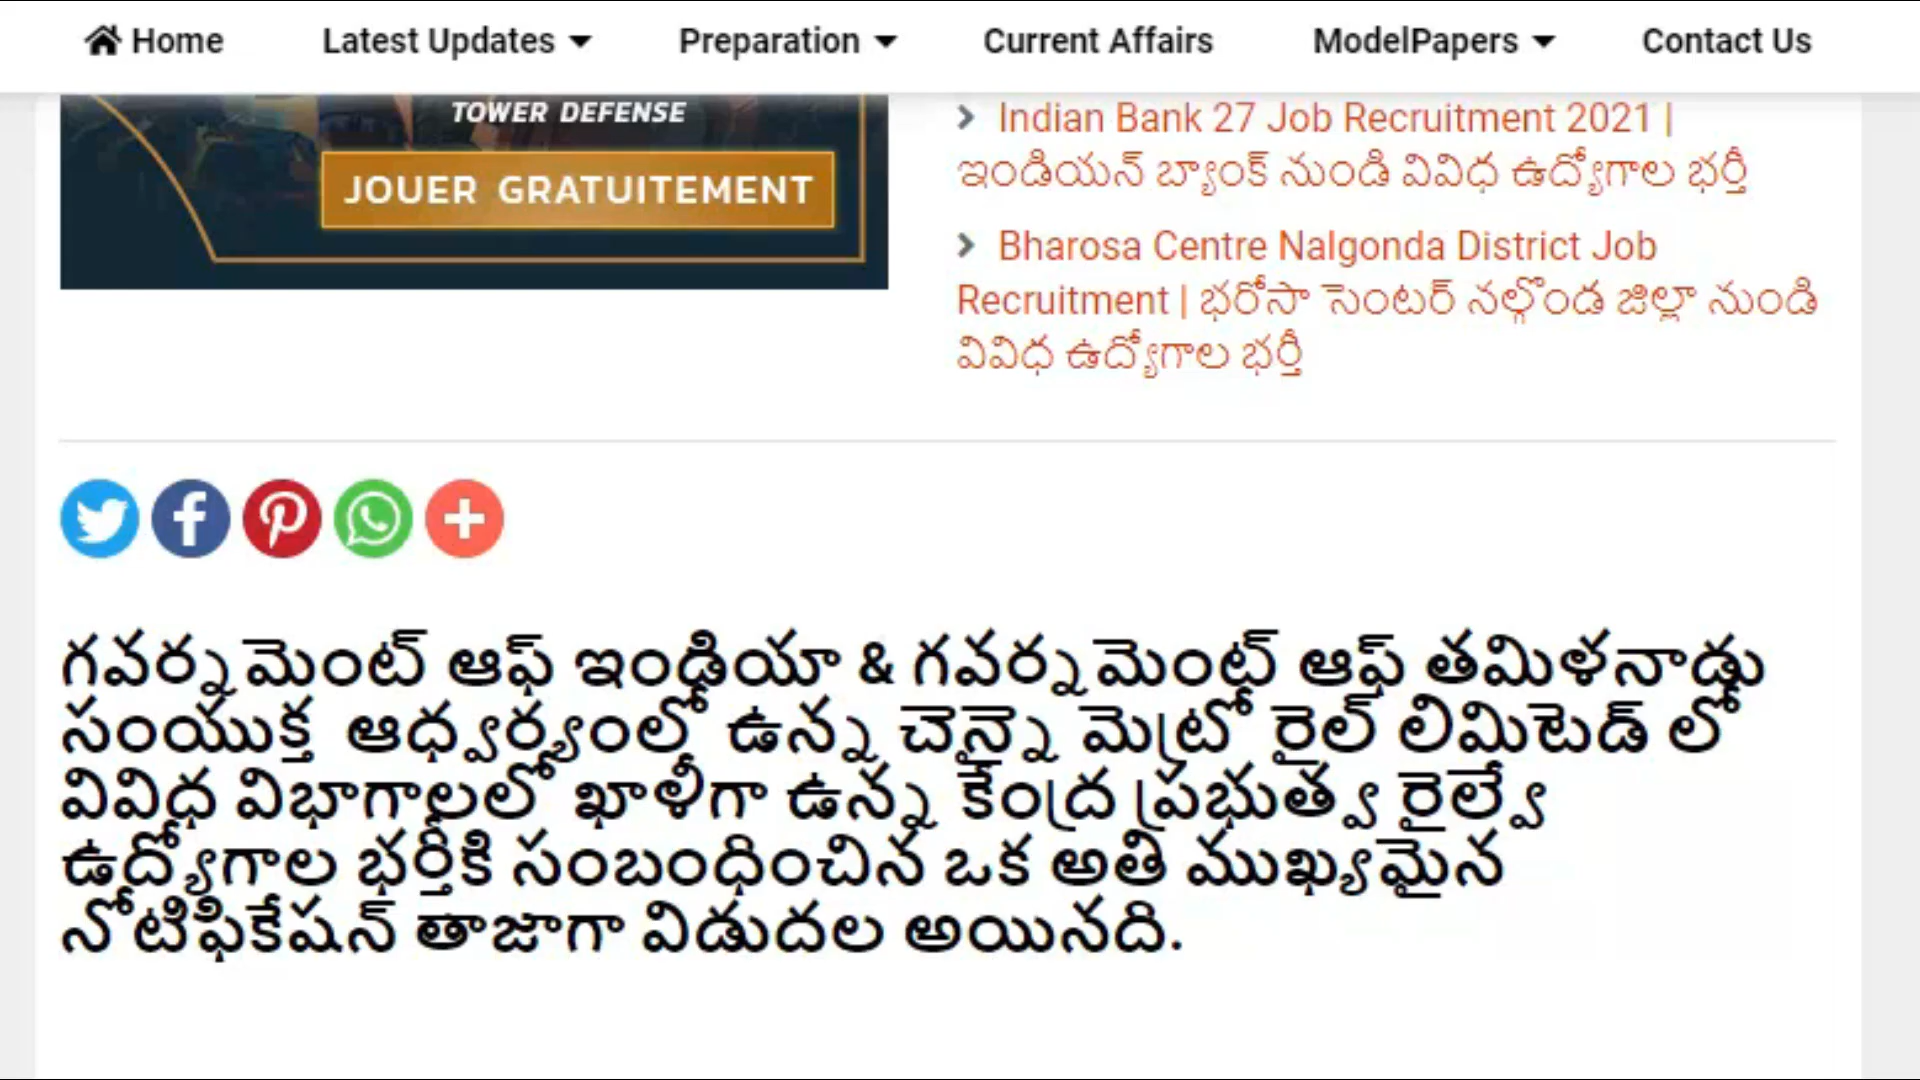 Home Latest Updates Preparation Current Affairs ModelPapers Contact Us
TOWER DEFENSE
JOUER GRATUITEMENT
Indian Bank 27 Job Recruitment 2021 |
ఇండియన్ బ్యాంక్ నుండి వివిధ ఉద్యోగాల భర్తీ
Bharosa Centre Nalgonda District Job
Recruitment | భరోసా సెంటర్ నల్గొండ జిల్లా నుండి
వివిధ ఉద్యోగాల భర్తీ
గవర్నమెంట్ ఆఫ్ ఇండియా & గవర్నమెంట్ ఆఫ్ తమిళనాడు
సంయుక్త ఆధ్వర్యంలో ఉన్న చెన్నై మెట్రో రైల్ లిమిటెడ్ లో
వివిధ విభాగాలలో ఖాళీగా ఉన్న కేంద్ర ప్రభుత్వ రైల్వే
ఉద్యోగాల భర్తీకి సంబంధించిన ఒక అతి ముఖ్యమైన
నోటిఫికేషన్ తాజాగా విడుదల అయినది.